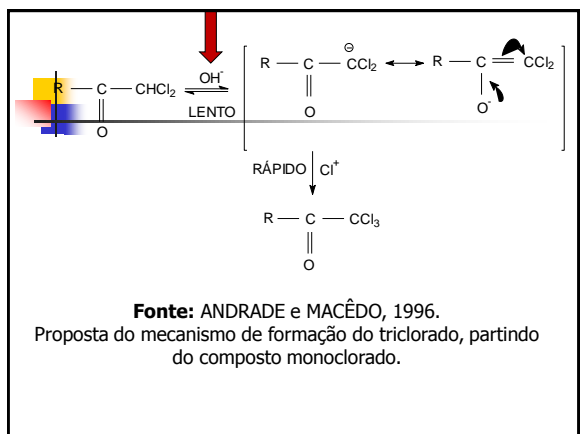 OH-
LENTO
R — C — CHCl2
O
R — C — CCl2
⊖
O
R — C = CCl2
O-
RÁPIDO Cl+
R — C — CCl3
O
Fonte: ANDRADE e MACÊDO, 1996.
Proposta do mecanismo de formação do triclorado, partindo
do composto monoclorado.